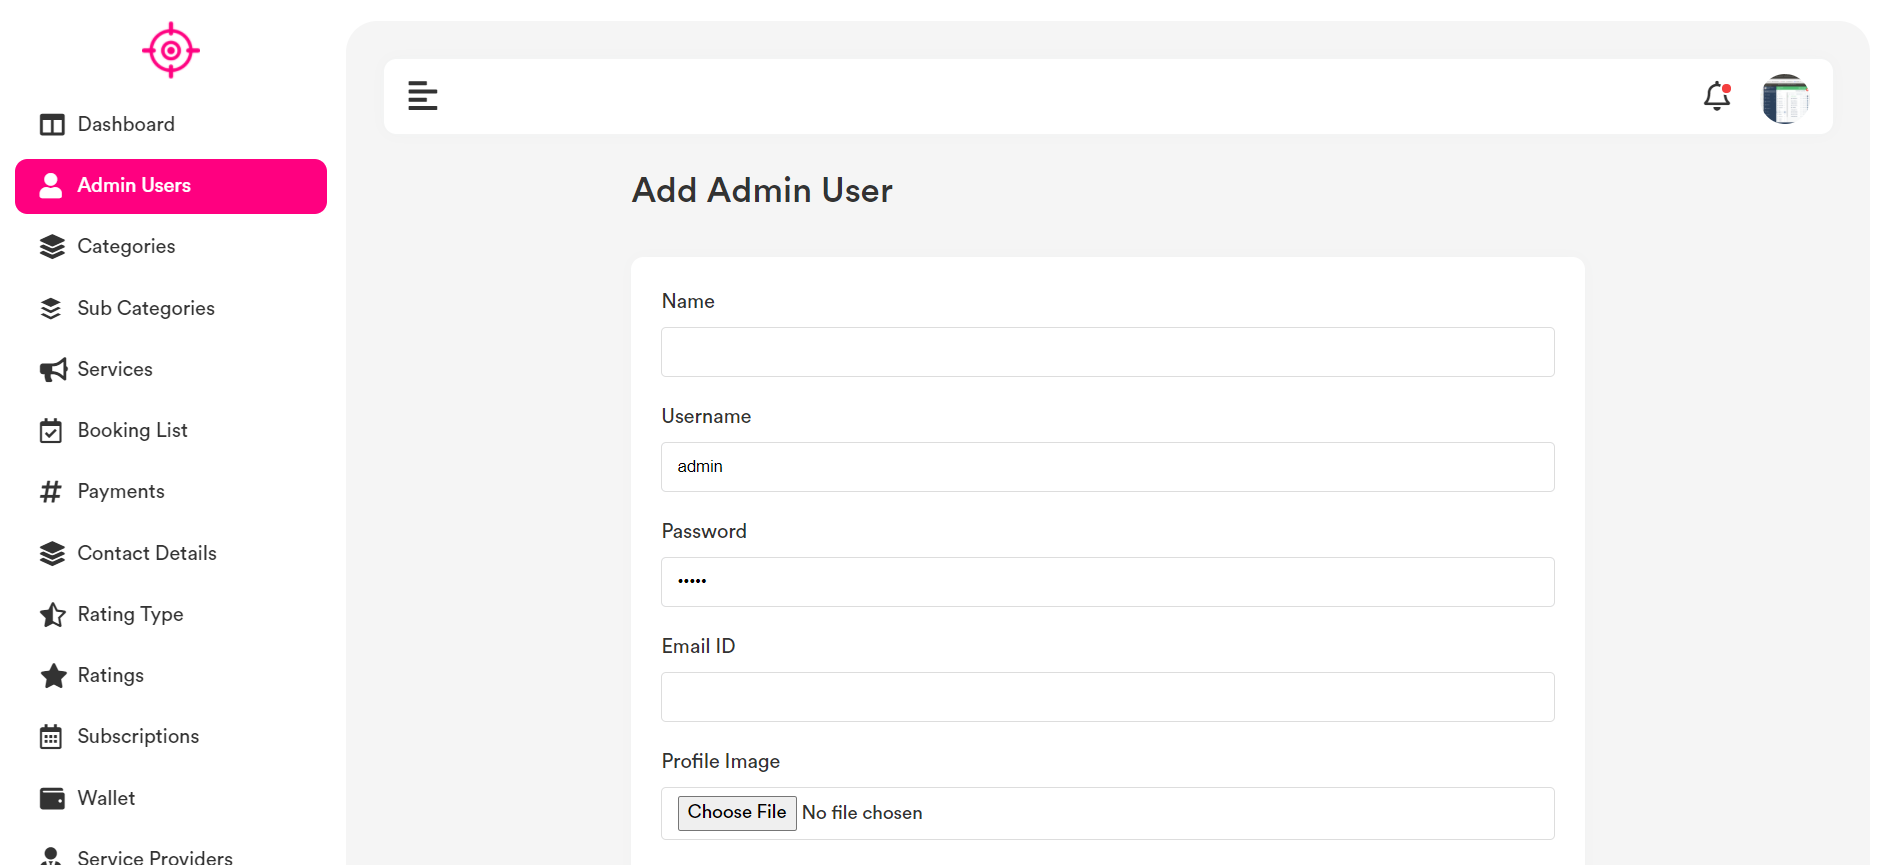 Dashboard
Admin Users
Categories
Sub Categories
Services
Booking List
Payments
Contact Details
Rating Type
Ratings
Subscriptions
Wallet
Service Providers
Add Admin User
Name
Username
admin
Password
•••••
Email ID
Profile Image
Choose File No file chosen